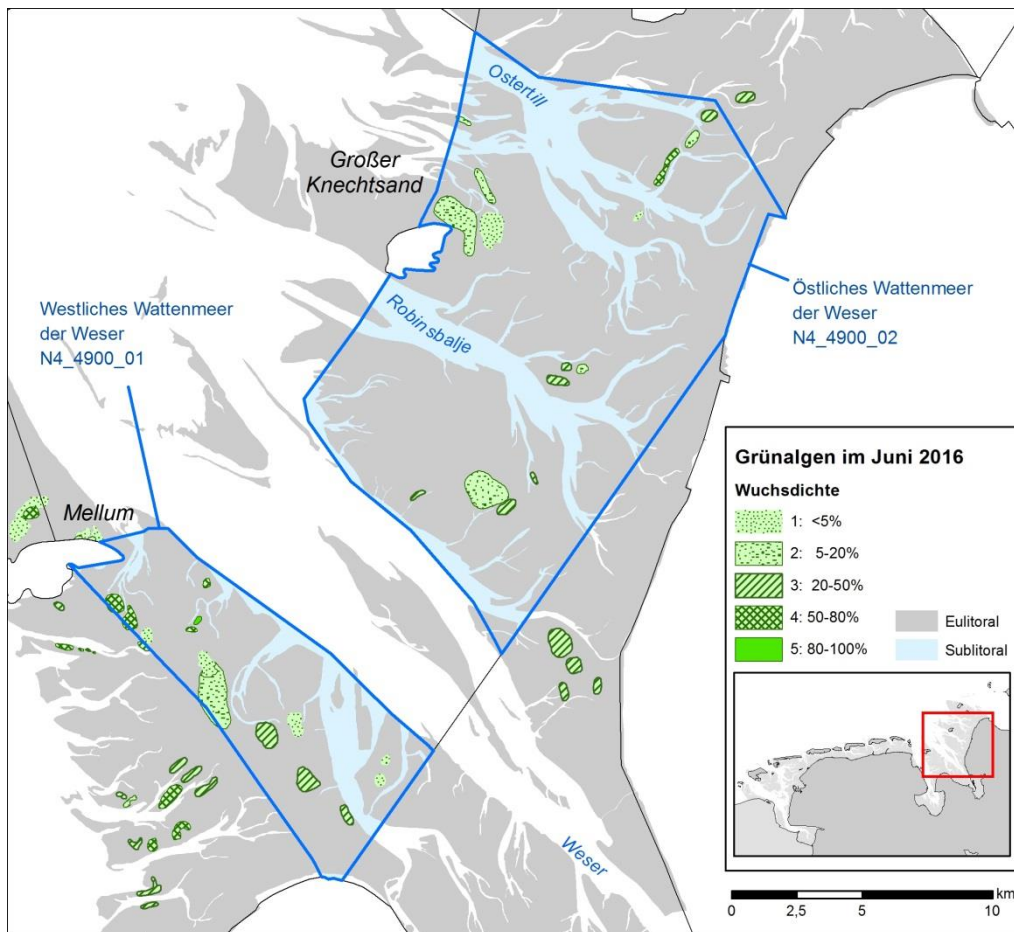 Ostertill
Großer
Knechtsand
Westliches Wattenmeer
der Weser
N4_4900_01
Robinsbalje
Östliches Wattenmeer
der Weser
N4_4900_02
Mellum
Weser
Grünalgen im Juni 2016
Wuchsdichte
1: <5%
2: 5-20%
3: 20-50%
4: 50-80%
5: 80-100%
Eulitoral
Sublitoral
km
0 2,5 5 10